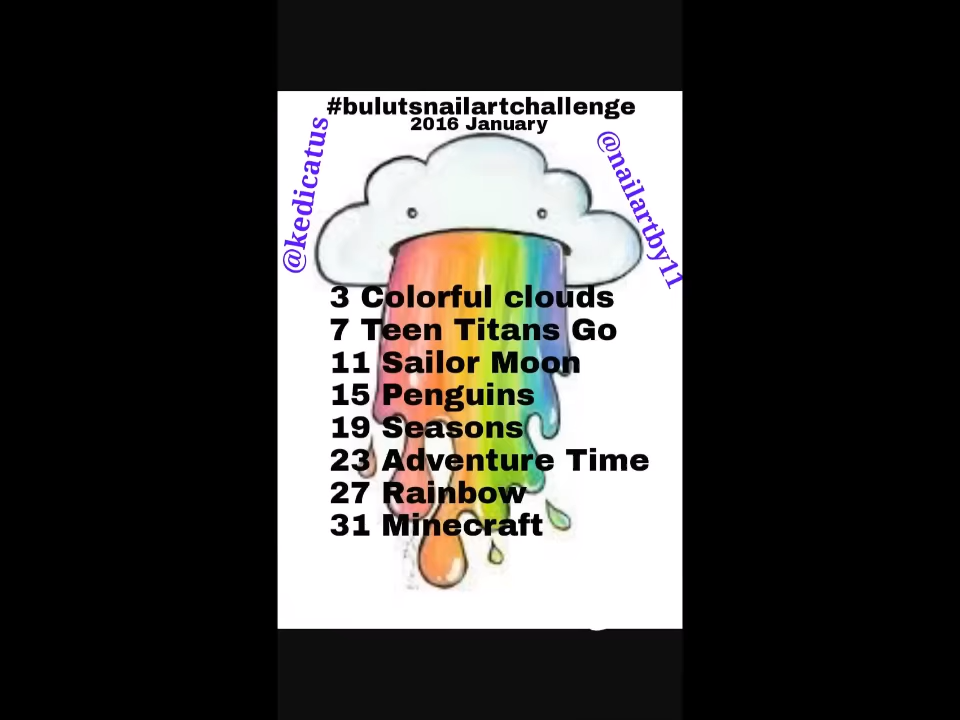 #bulutsnailartchallenge
2016 January
@kedicatus
@nailartby11
3 Colorful clouds
7 Teen Titans Go
11 Sailor Moon
15 Penguins
19 Seasons
23 Adventure Time
27 Rainbow
31 Minecraft